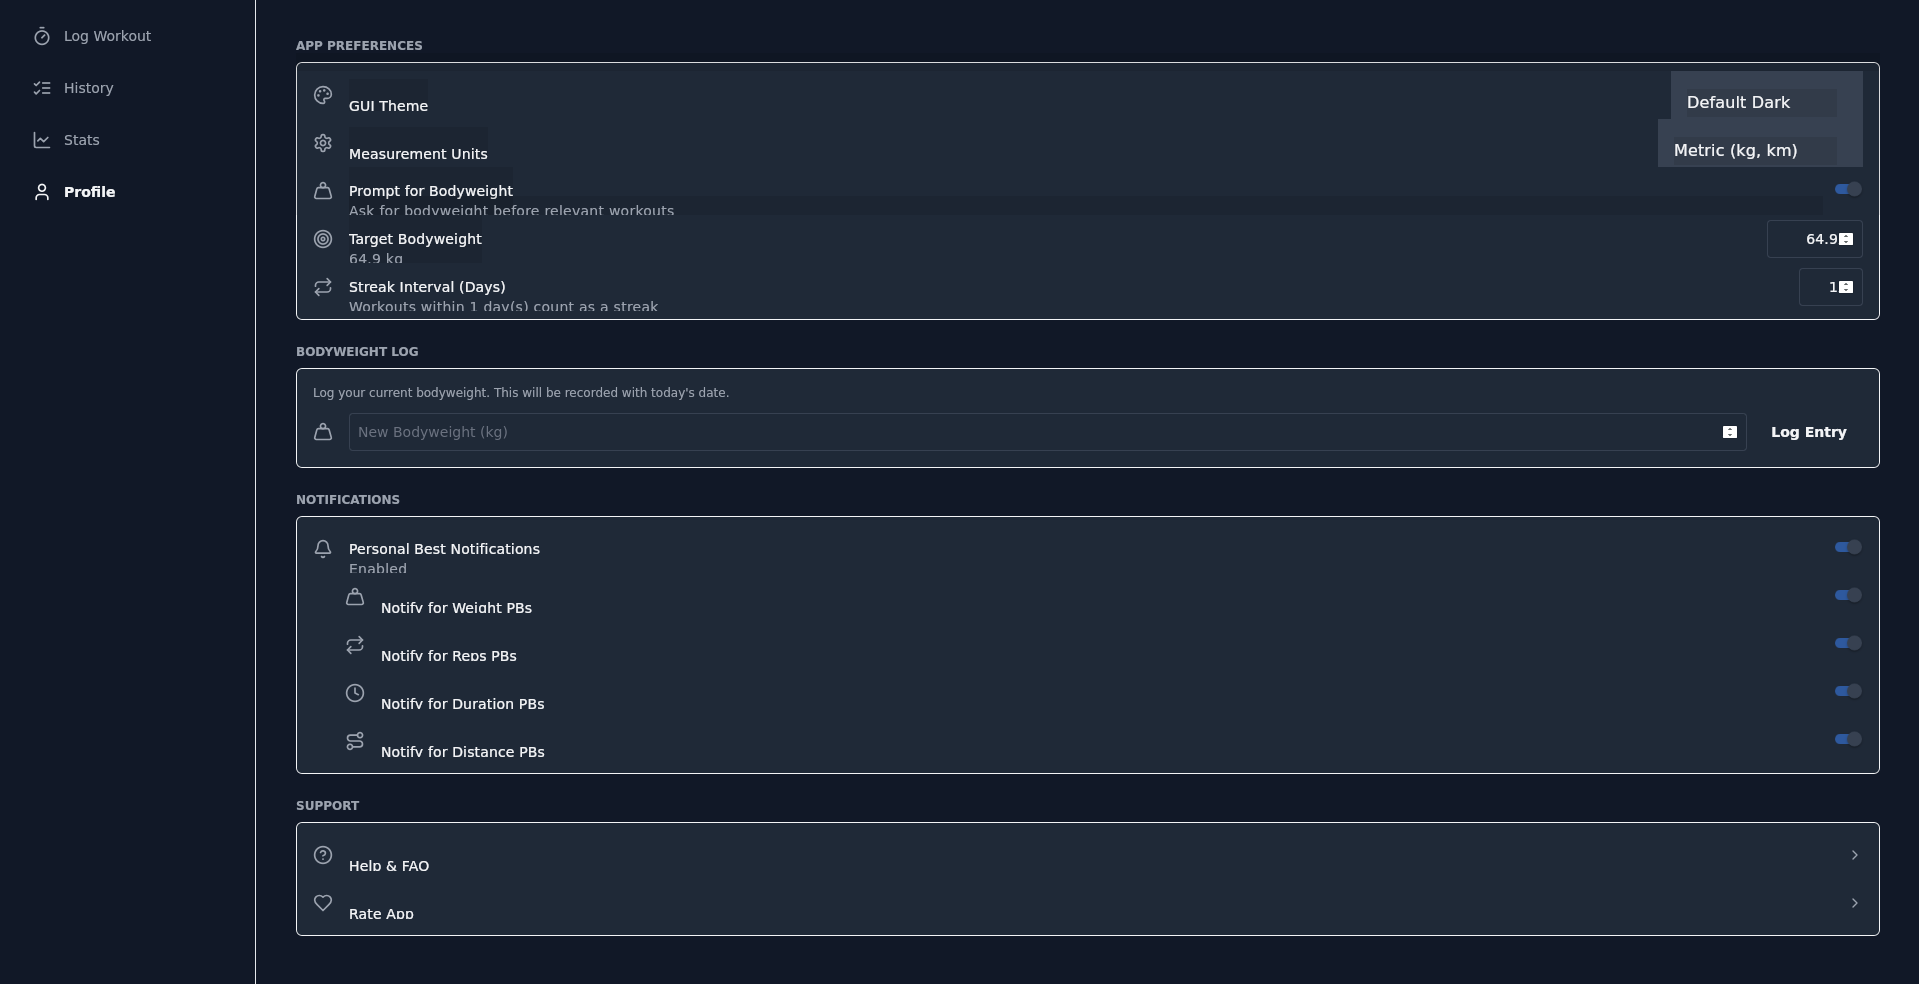 Log Workout
History
Stats
Profile
APP PREFERENCES
GUI Theme
Default Dark
Measurement Units
Metric (kg, km)
Prompt for Bodyweight
Ask for bodyweight before relevant workouts
Target Bodyweight
64.9 kg
64.9
Streak Interval (Days)
Workouts within 1 day(s) count as a streak
1
BODYWEIGHT LOG
Log your current bodyweight. This will be recorded with today's date.
New Bodyweight (kg)
Log Entry
NOTIFICATIONS
Personal Best Notifications
Enabled
Notify for Weight PBs
Notify for Reps PBs
Notify for Duration PBs
Notify for Distance PBs
SUPPORT
Help & FAQ
Rate App